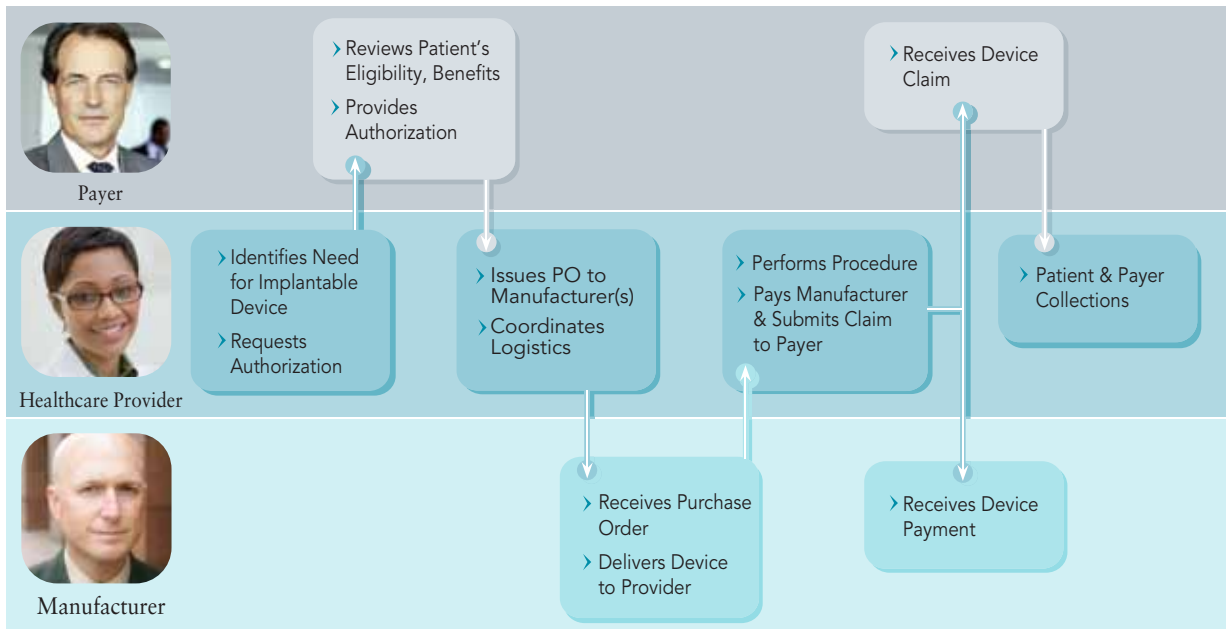 Payer
Reviews Patient's
Eligibility, Benefits
Provides
Authorization
Receives Device
Claim
Healthcare Provider
Identifies Need
for Implantable
Device
Requests
Authorization
Issues PO to
Manufacturer(s)
Coordinates
Logistics
Performs Procedure
Pays Manufacturer
& Submits Claim
to Payer
Patient & Payer
Collections
Manufacturer
Receives Purchase
Order
Delivers Device
to Provider
Receives Device
Payment